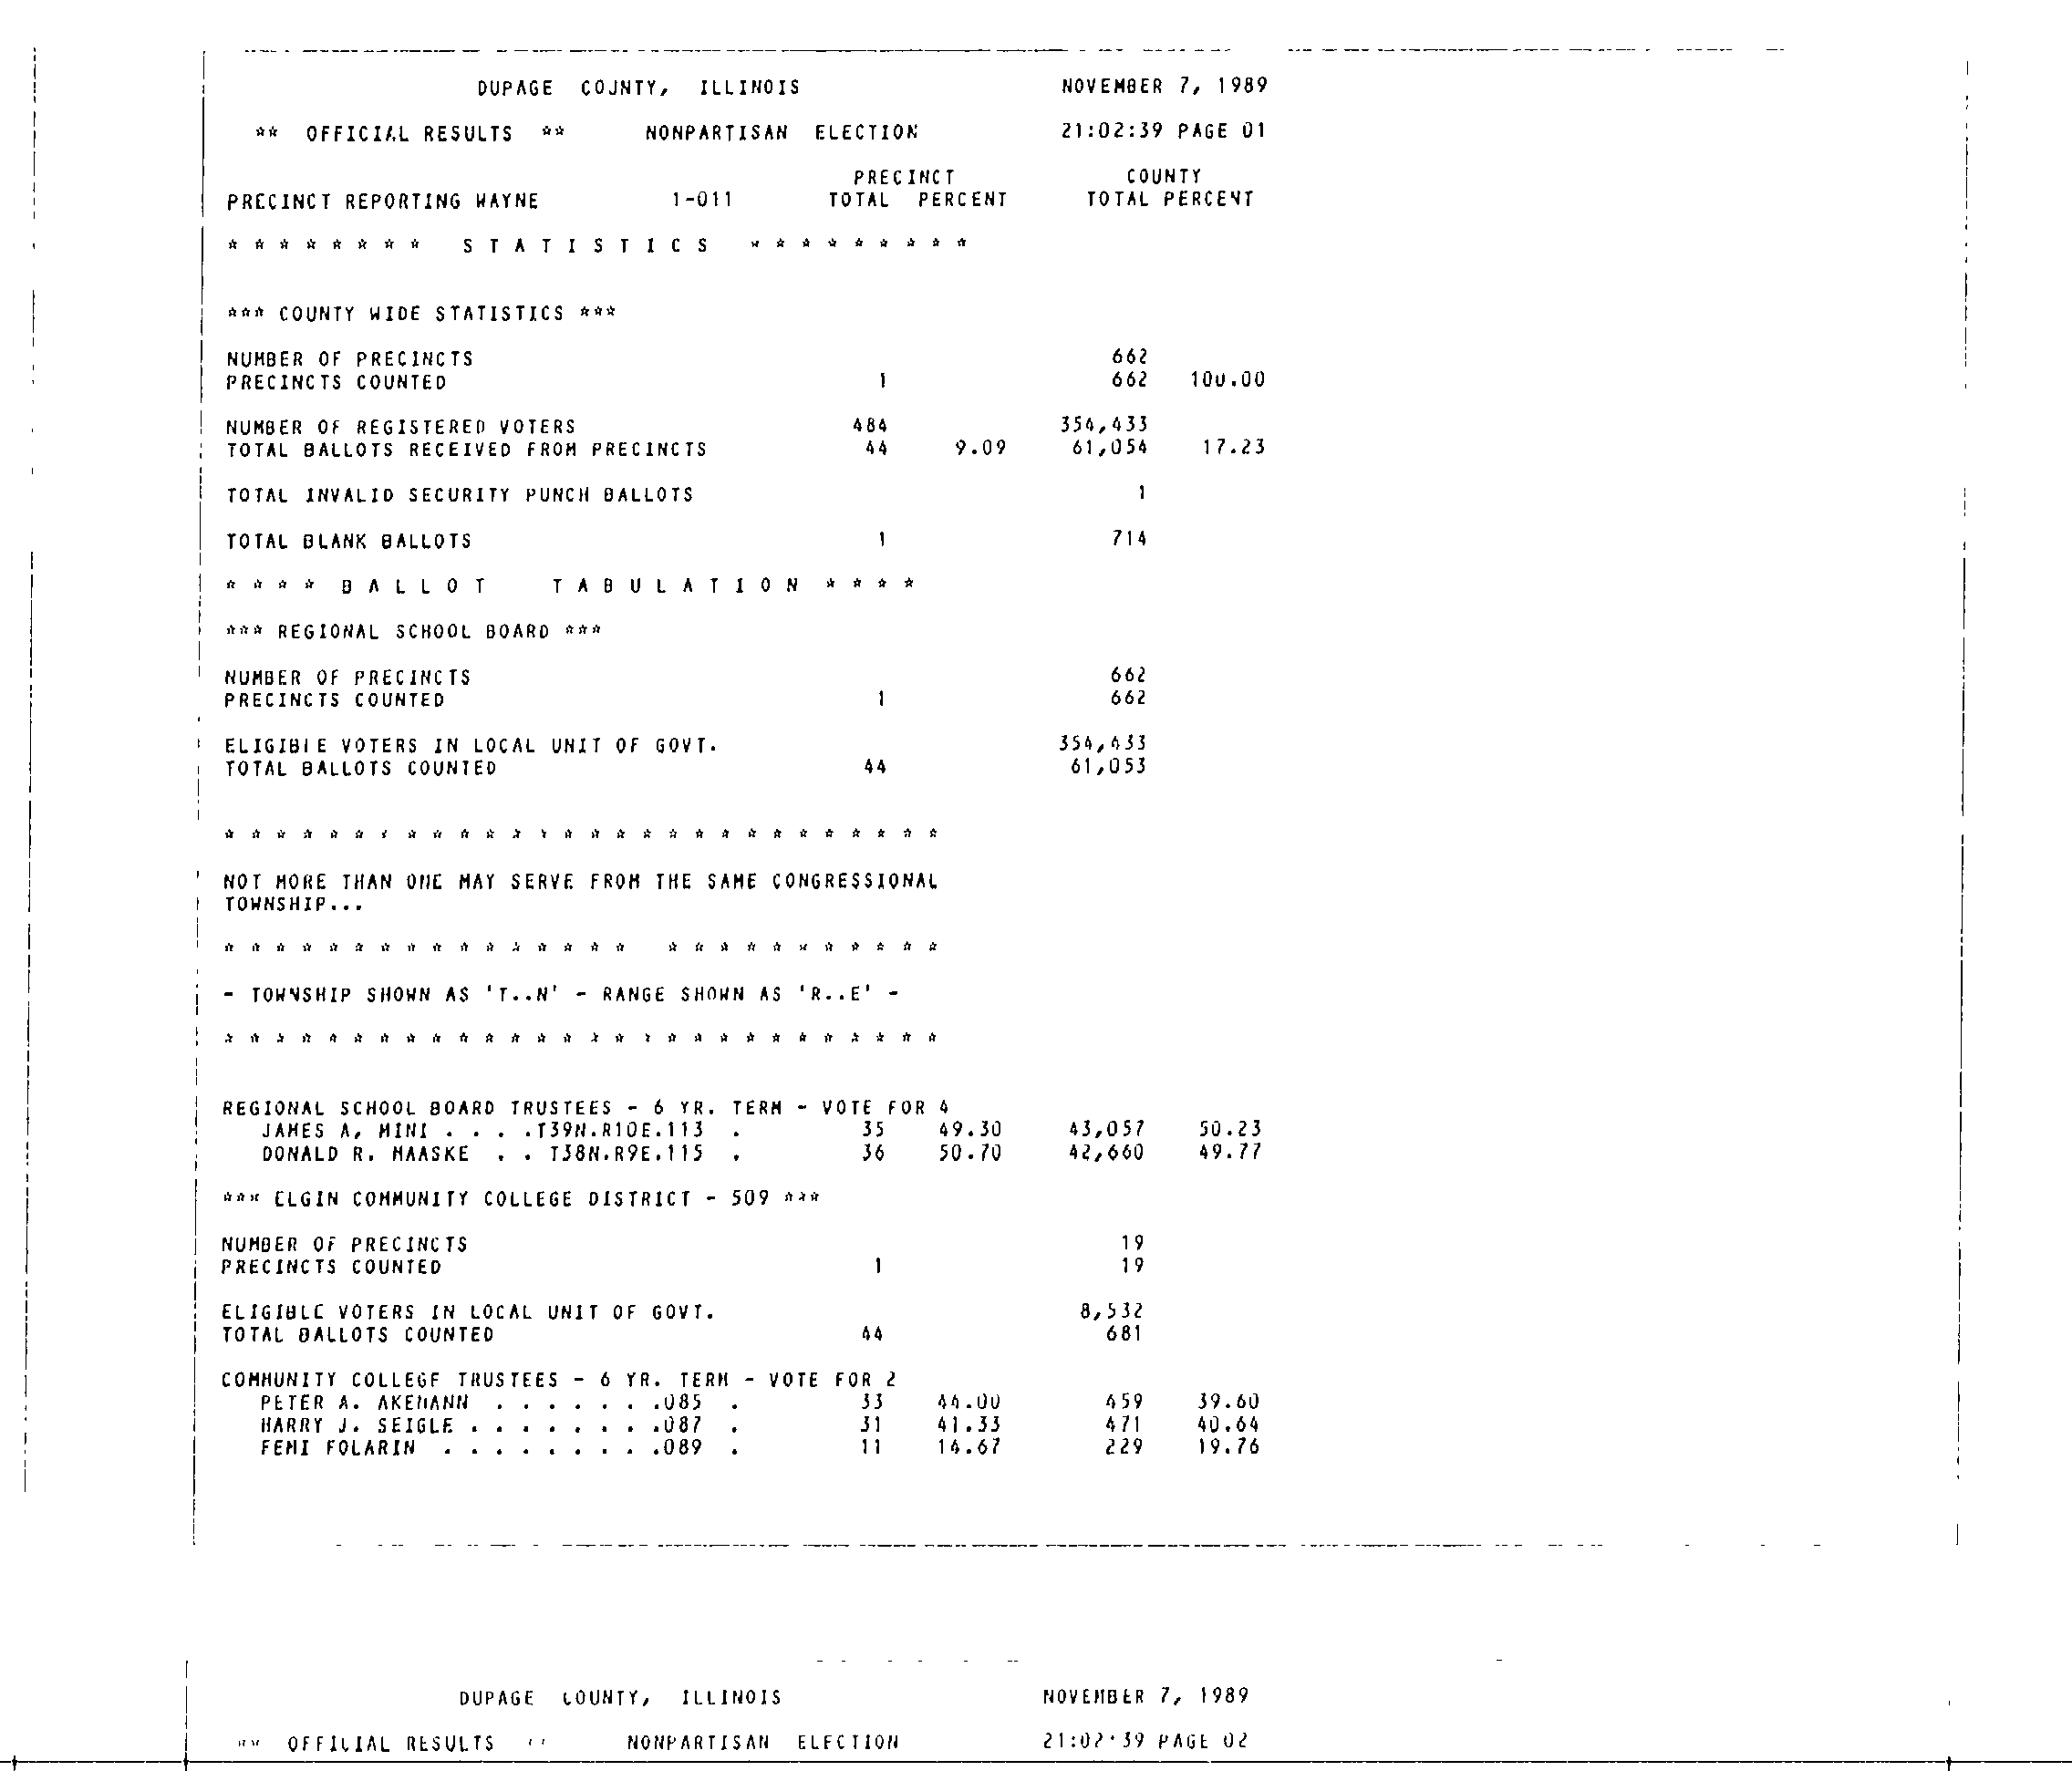 DUPAGE COJNTY, ILLINOIS NOVEMBER 7, 1989
** OFFICIAL RESULTS ** NONPARTISAN ELECTION 21:02:39 PAGE 01
PRECINCT COUNTY
PRECINCT REPORTING WAYNE 1-011 TOTAL PERCENT TOTAL PERCENT
* * * * * * * * S T A T I S T I C S * * * * * * * * *
*** COUNTY WIDE STATISTICS ***
NUMBER OF PRECINCTS 662
PRECINCTS COUNTED 1 662 100.00
NUMBER OF REGISTERED VOTERS 484 354,433
TOTAL BALLOTS RECEIVED FROM PRECINCTS 44 9.09 61,054 17.23
TOTAL INVALID SECURITY PUNCH BALLOTS 1
TOTAL BLANK BALLOTS 1 714
* * * * B A L L O T T A B U L A T I O N * * * *
*** REGIONAL SCHOOL BOARD ***
NUMBER OF PRECINCTS 662
PRECINCTS COUNTED 1 662
ELIGIBLE VOTERS IN LOCAL UNIT OF GOVT. 354,433
TOTAL BALLOTS COUNTED 44 61,053
* * * * * * * * * * * * * * * * * * * * * * * * * * * *
NOT MORE THAN ONE MAY SERVE FROM THE SAME CONGRESSIONAL
TOWNSHIP...
* * * * * * * * * * * * * * * * * * * * * * * * * * *
- TOWNSHIP SHOWN AS 'T..N' - RANGE SHOWN AS 'R..E' -
* * * * * * * * * * * * * * * * * * * * * * * * * * * *
REGIONAL SCHOOL BOARD TRUSTEES - 6 YR. TERM - VOTE FOR 4
JAMES A, MINI . . . .T39N.R10E.113 . 35 49.30 43,057 50.23
DONALD R. MAASKE . . T38N.R9E.115 . 36 50.70 42,660 49.77
*** ELGIN COMMUNITY COLLEGE DISTRICT - 509 ***
NUMBER OF PRECINCTS 19
PRECINCTS COUNTED 1 19
ELIGIBLE VOTERS IN LOCAL UNIT OF GOVT. 8,532
TOTAL BALLOTS COUNTED 44 681
COMMUNITY COLLEGE TRUSTEES - 6 YR. TERM - VOTE FOR 2
PETER A. AKEMANN . . . . . . .085 . 33 44.00 459 39.60
HARRY J. SEIGLE . . . . . . . .087 . 31 41.33 471 40.64
FEMI FOLARIN . . . . . . . . .089 . 11 14.67 229 19.76
DUPAGE COUNTY, ILLINOIS NOVEMBER 7, 1989
** OFFICIAL RESULTS ** NONPARTISAN ELECTION 21:02:39 PAGE 02